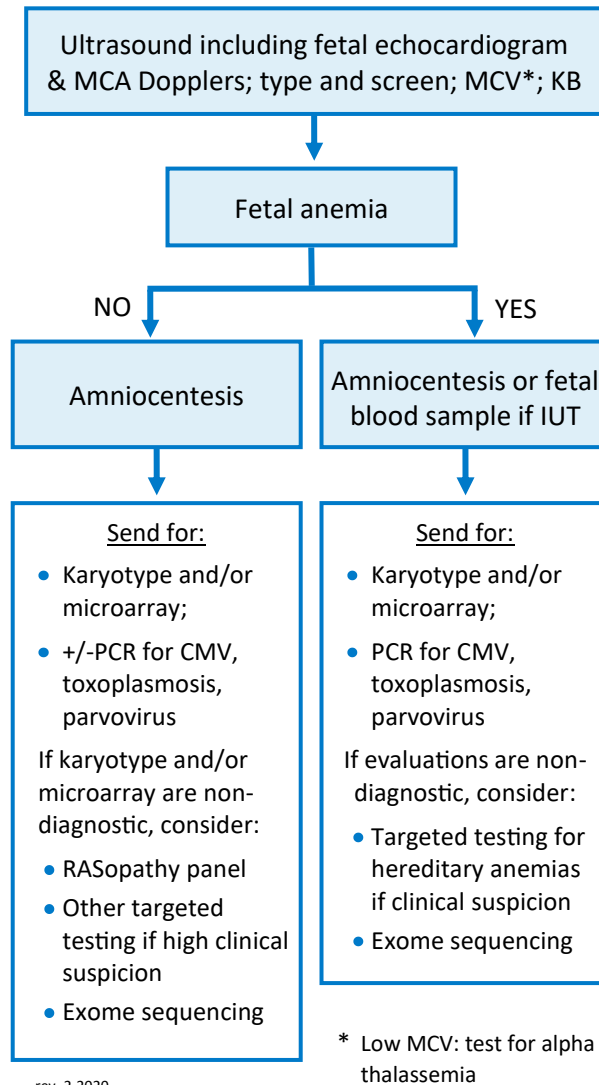 Ultrasound including fetal echocardiogram
& MCA Dopplers; type and screen; MCV*; KB
Fetal anemia
NO
YES
Amniocentesis
Amniocentesis or fetal
blood sample if IUT
Send for:
• Karyotype and/or
microarray;
• +/-PCR for CMV,
toxoplasmosis,
parvovirus
If karyotype and/or
microarray are non-
diagnostic, consider:
• RASopathy panel
• Other targeted
testing if high clinical
suspicion
• Exome sequencing
Send for:
• Karyotype and/or
microarray;
• PCR for CMV,
toxoplasmosis,
parvovirus
If evaluations are non-
diagnostic, consider:
• Targeted testing for
hereditary anemias
if clinical suspicion
• Exome sequencing
* Low MCV: test for alpha
thalassemia